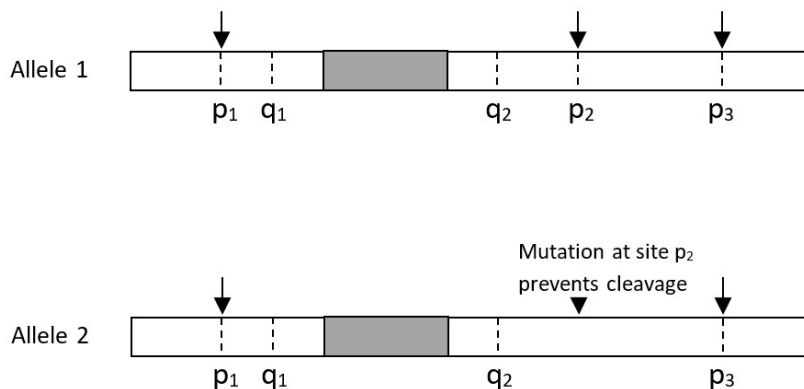 Allele 1
p₁ q₁ q₂ p₂ p₃
Mutation at site p₂
prevents cleavage
Allele 2
p₁ q₁ q₂ p₃